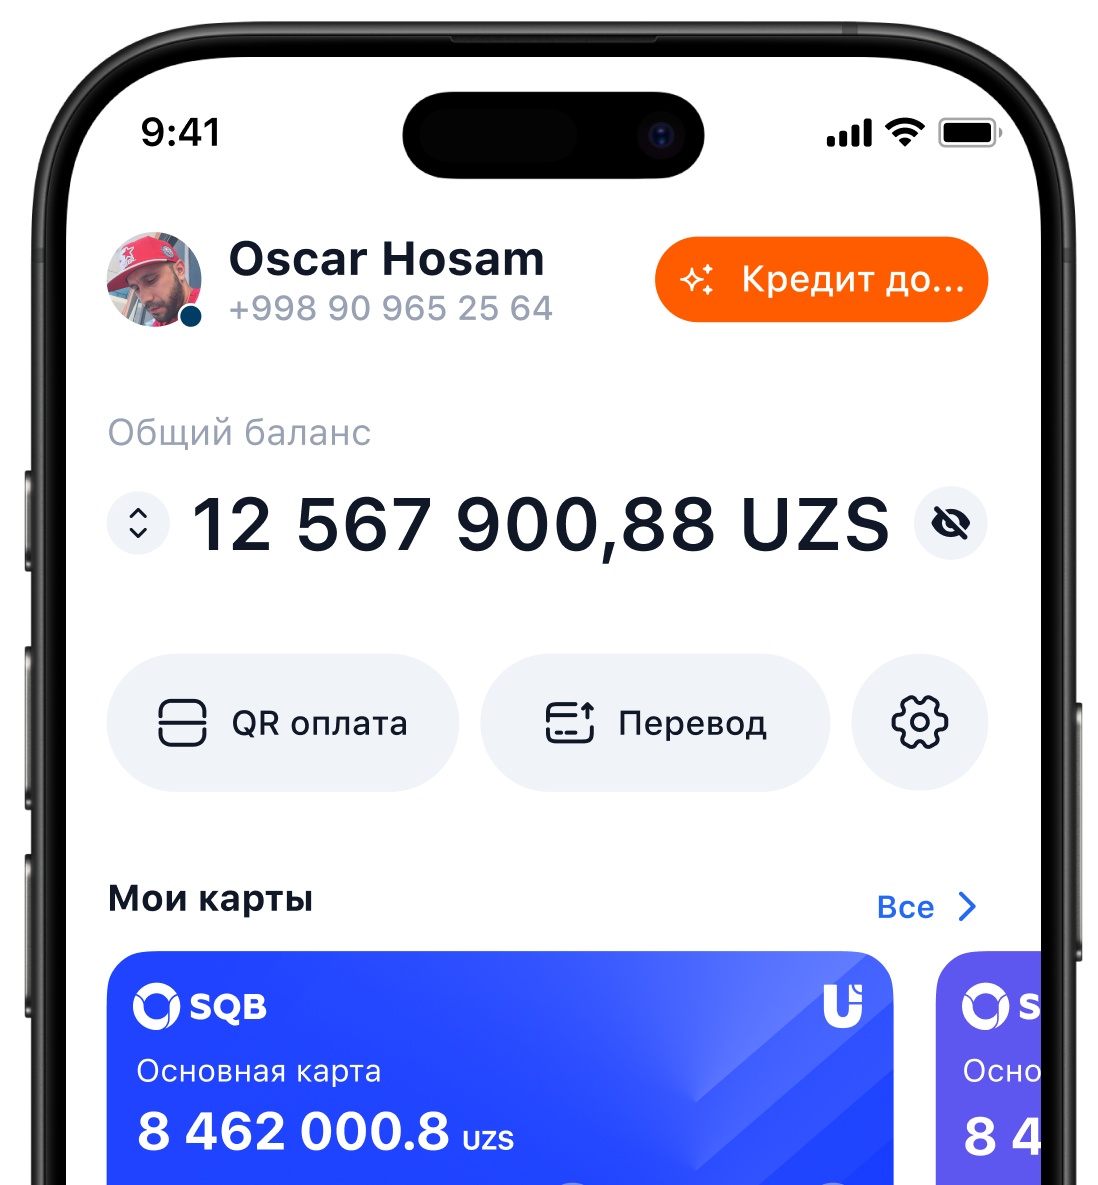 9:41
Oscar Hosam
+998 90 965 25 64
Кредит до...
Общий баланс
12 567 900,88 UZS
QR оплата
Перевод
Мои карты
Все
SQB
Основная карта
8 462 000.8 UZS
S
Осно
8 4